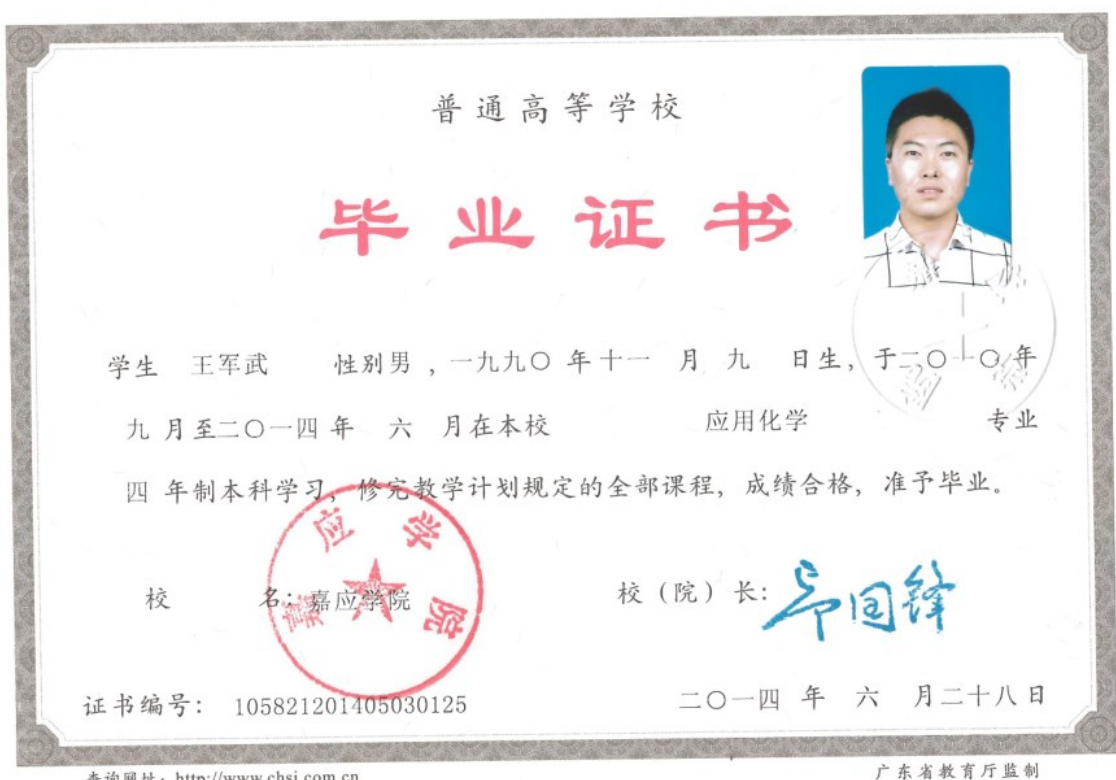 普通高等学校
毕业证书
学生 王军武 性别男，一九九〇年十一月九日生，于二〇一〇年
九月至二〇一四年 六 月在本校 应用化学 专业
四 年制本科学习，修完教学计划规定的全部课程，成绩合格，准予毕业。
嘉应学院
校 名：嘉应学院 校（院）长：
证书编号： 105821201405030125 二〇一四 年 六 月二十八日
查询网址：http://www.chsi.com.cn 广东省教育厅监制